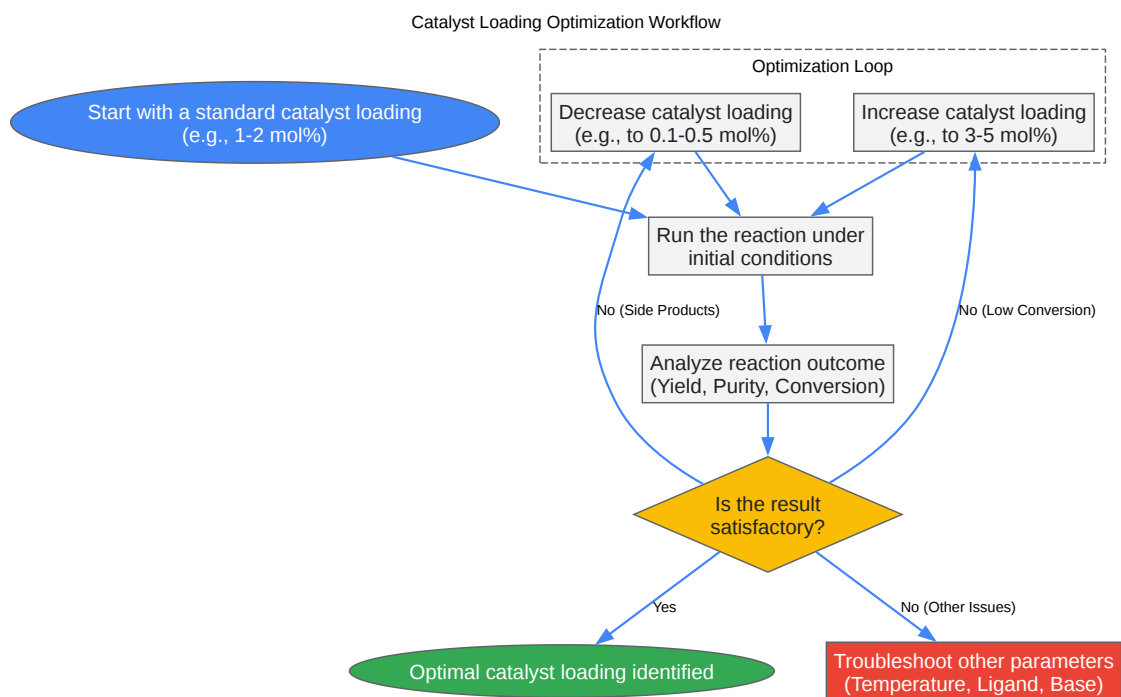 Catalyst Loading Optimization Workflow
Optimization Loop
Start with a standard catalyst loading
(e.g., 1-2 mol%)
Decrease catalyst loading
(e.g., to 0.1-0.5 mol%)
Increase catalyst loading
(e.g., to 3-5 mol%)
Run the reaction under
initial conditions
No (Side Products)
No (Low Conversion)
Analyze reaction outcome
(Yield, Purity, Conversion)
Is the result
satisfactory?
Yes
No (Other Issues)
Optimal catalyst loading identified
Troubleshoot other parameters
(Temperature, Ligand, Base)